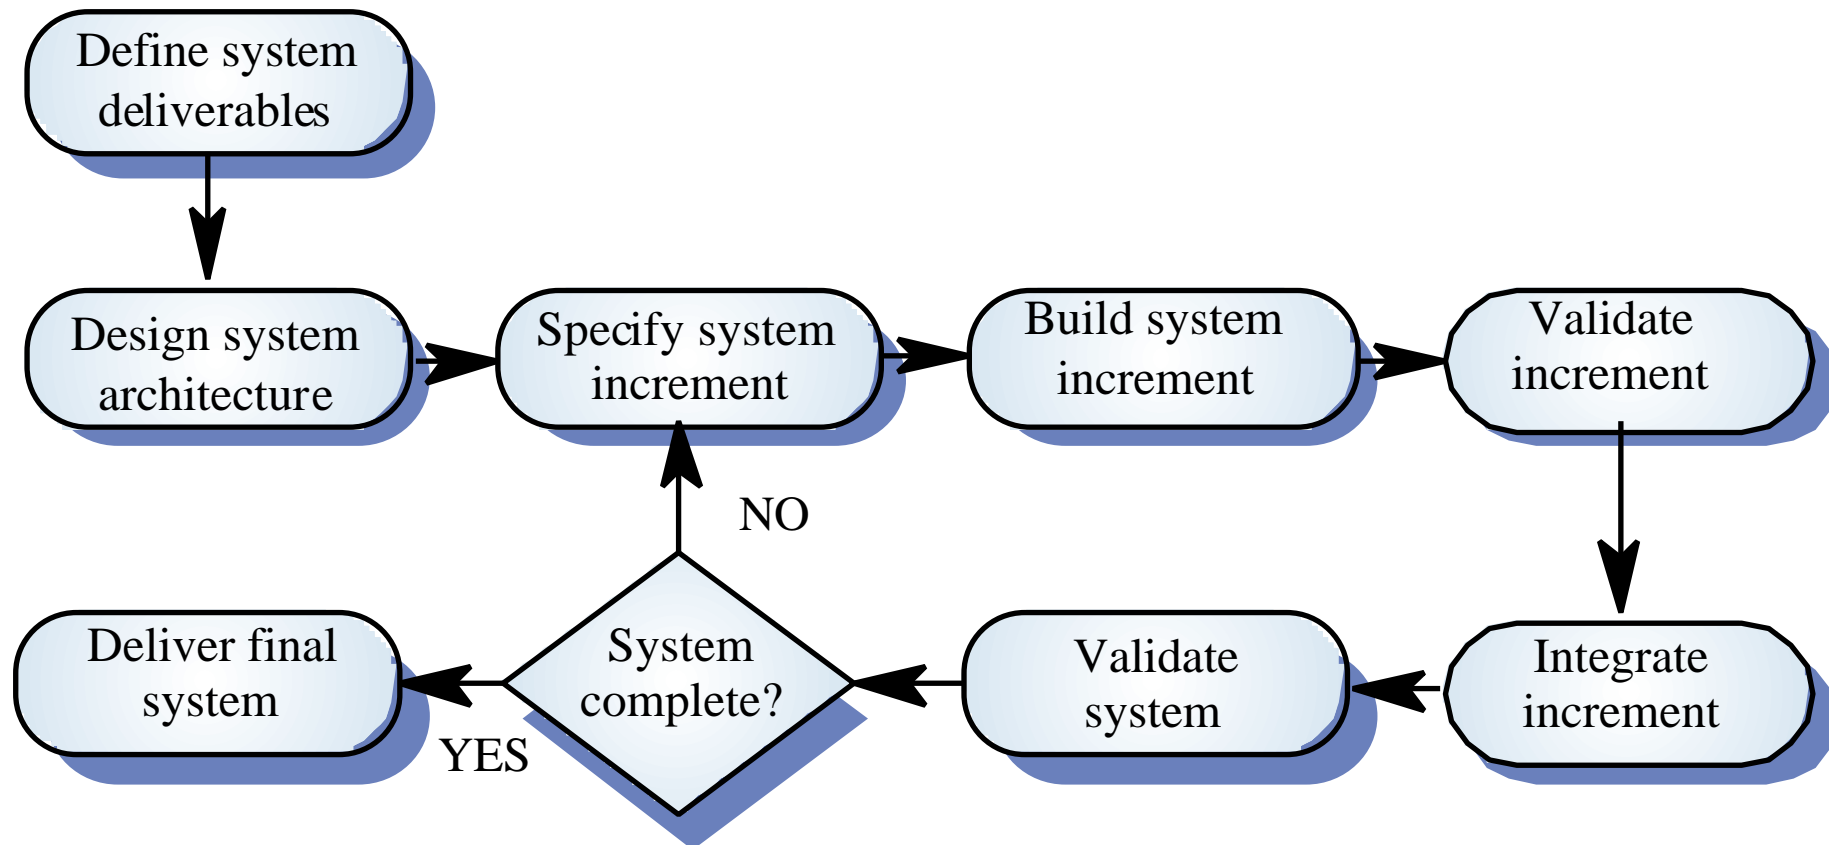 Define system
deliverables
Design system
architecture
Specify system
increment
Build system
increment
Validate
increment
NO
Deliver final
system
YES
System
complete?
Validate
system
Integrate
increment